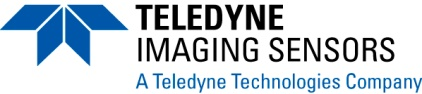 TELEDYNE
IMAGING SENSORS
A Teledyne Technologies Company